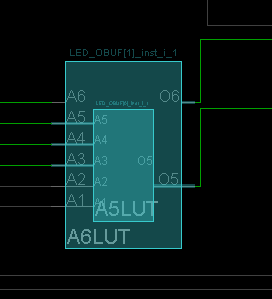 LED_OBUF[1]_inst_i_1
A6 O6
LED_OBUF[0]_inst_i_1
A5 A5
A4 A4
A3 A3 O5
A2 A2 O5
A1 A1
A5LUT
A6LUT